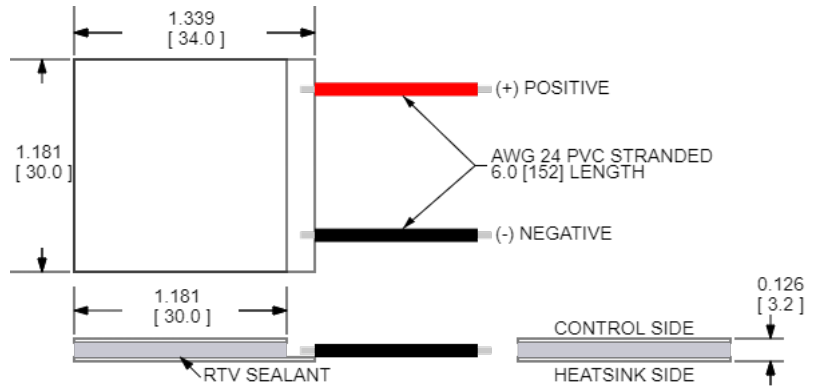 1.339
[ 34.0 ]
(+) POSITIVE
1.181
[ 30.0 ]
AWG 24 PVC STRANDED
6.0 [152] LENGTH
(-) NEGATIVE
1.181
[ 30.0 ]
0.126
[ 3.2 ]
CONTROL SIDE
RTV SEALANT
HEATSINK SIDE